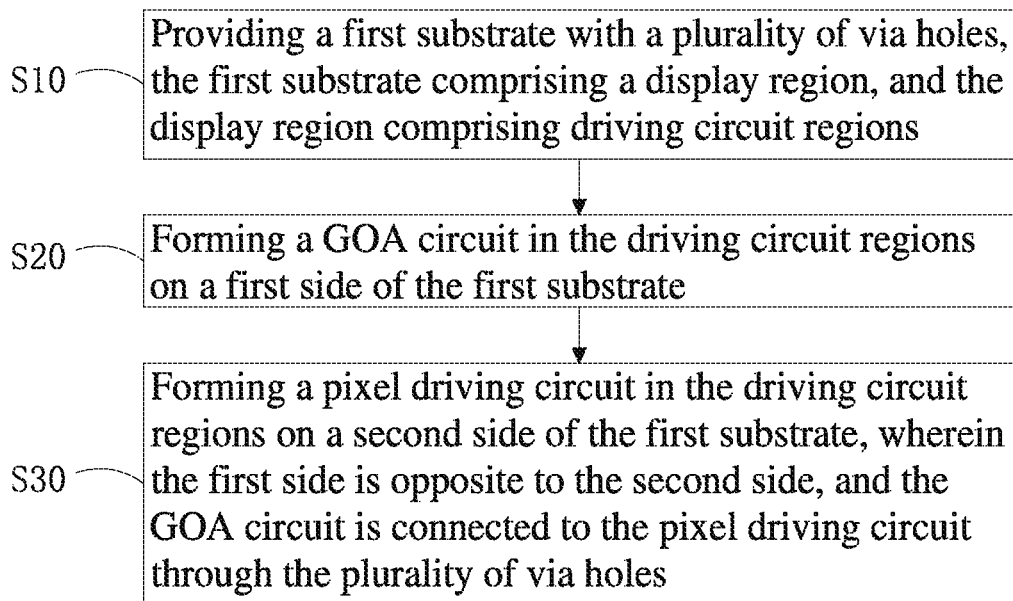 Providing a first substrate with a plurality of via holes,
S10 the first substrate comprising a display region, and the
display region comprising driving circuit regions
Forming a GOA circuit in the driving circuit regions
S20
on a first side of the first substrate
Forming a pixel driving circuit in the driving circuit
regions on a second side of the first substrate, wherein
S30 the first side is opposite to the second side, and the
GOA circuit is connected to the pixel driving circuit
through the plurality of via holes